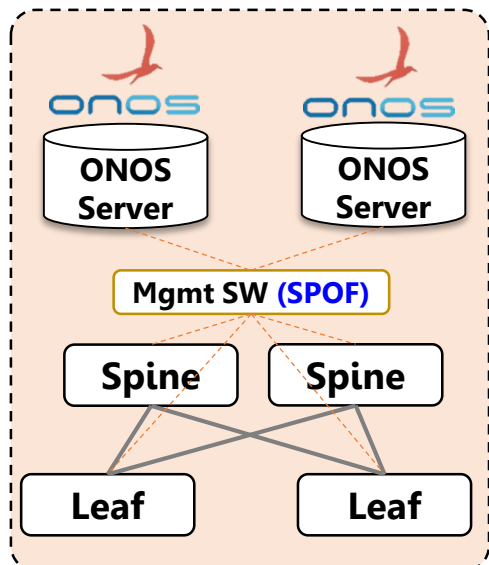 onos
onos
ONOS
Server
ONOS
Server
Mgmt SW (SPOF)
Spine
Spine
Leaf
Leaf